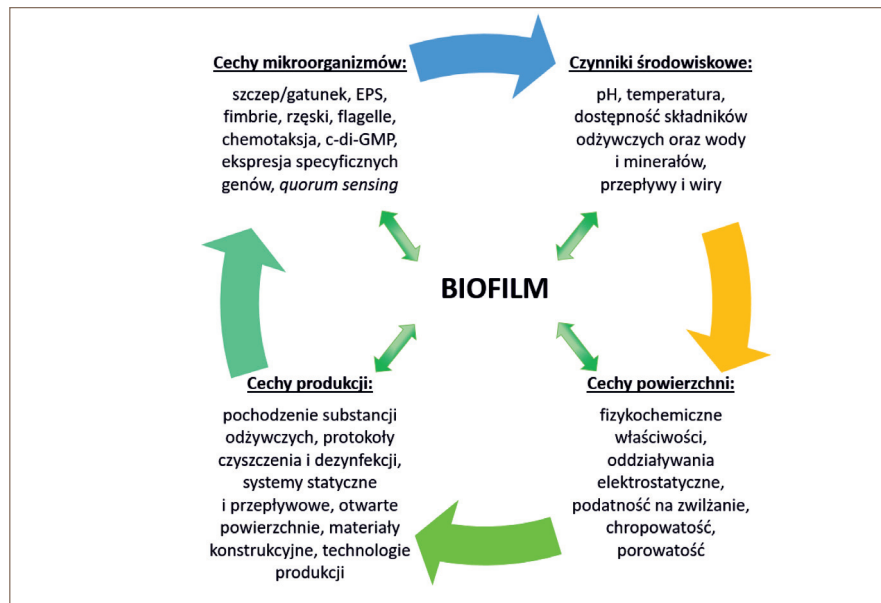 Cechy mikroorganizmów:
szczep/gatunek, EPS,
fimbrie, rzęski, flagelle,
chemotaksja, c-di-GMP,
ekspresja specyficznych
genów, quorum sensing
Czynniki środowiskowe:
pH, temperatura,
dostępność składników
odżywczych oraz wody
i minerałów,
przepływy i wiry
BIOFILM
Cechy produkcji:
pochodzenie substancji
odżywczych, protokoły
czyszczenia i dezynfekcji,
systemy statyczne
i przepływowe, otwarte
powierzchnie, materiały
konstrukcyjne, technologie
produkcji
Cechy powierzchni:
fizykochemiczne
właściwości,
oddziaływania
elektrostatyczne,
podatność na zwilżanie,
chropowatość,
porowatość